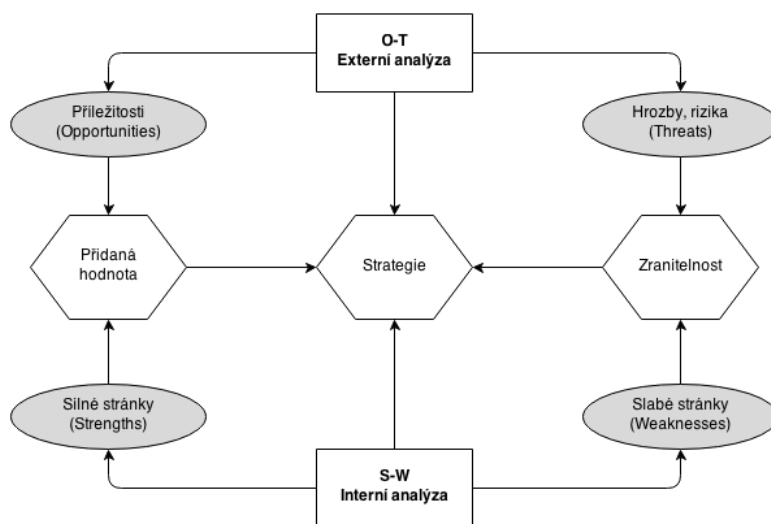 O-T
Externí analýza
Příležitosti
(Opportunities)
Hrozby, rizika
(Threats)
Přidaná
hodnota
Strategie
Zranitelnost
Silné stránky
(Strengths)
Slabé stránky
(Weaknesses)
S-W
Interní analýza